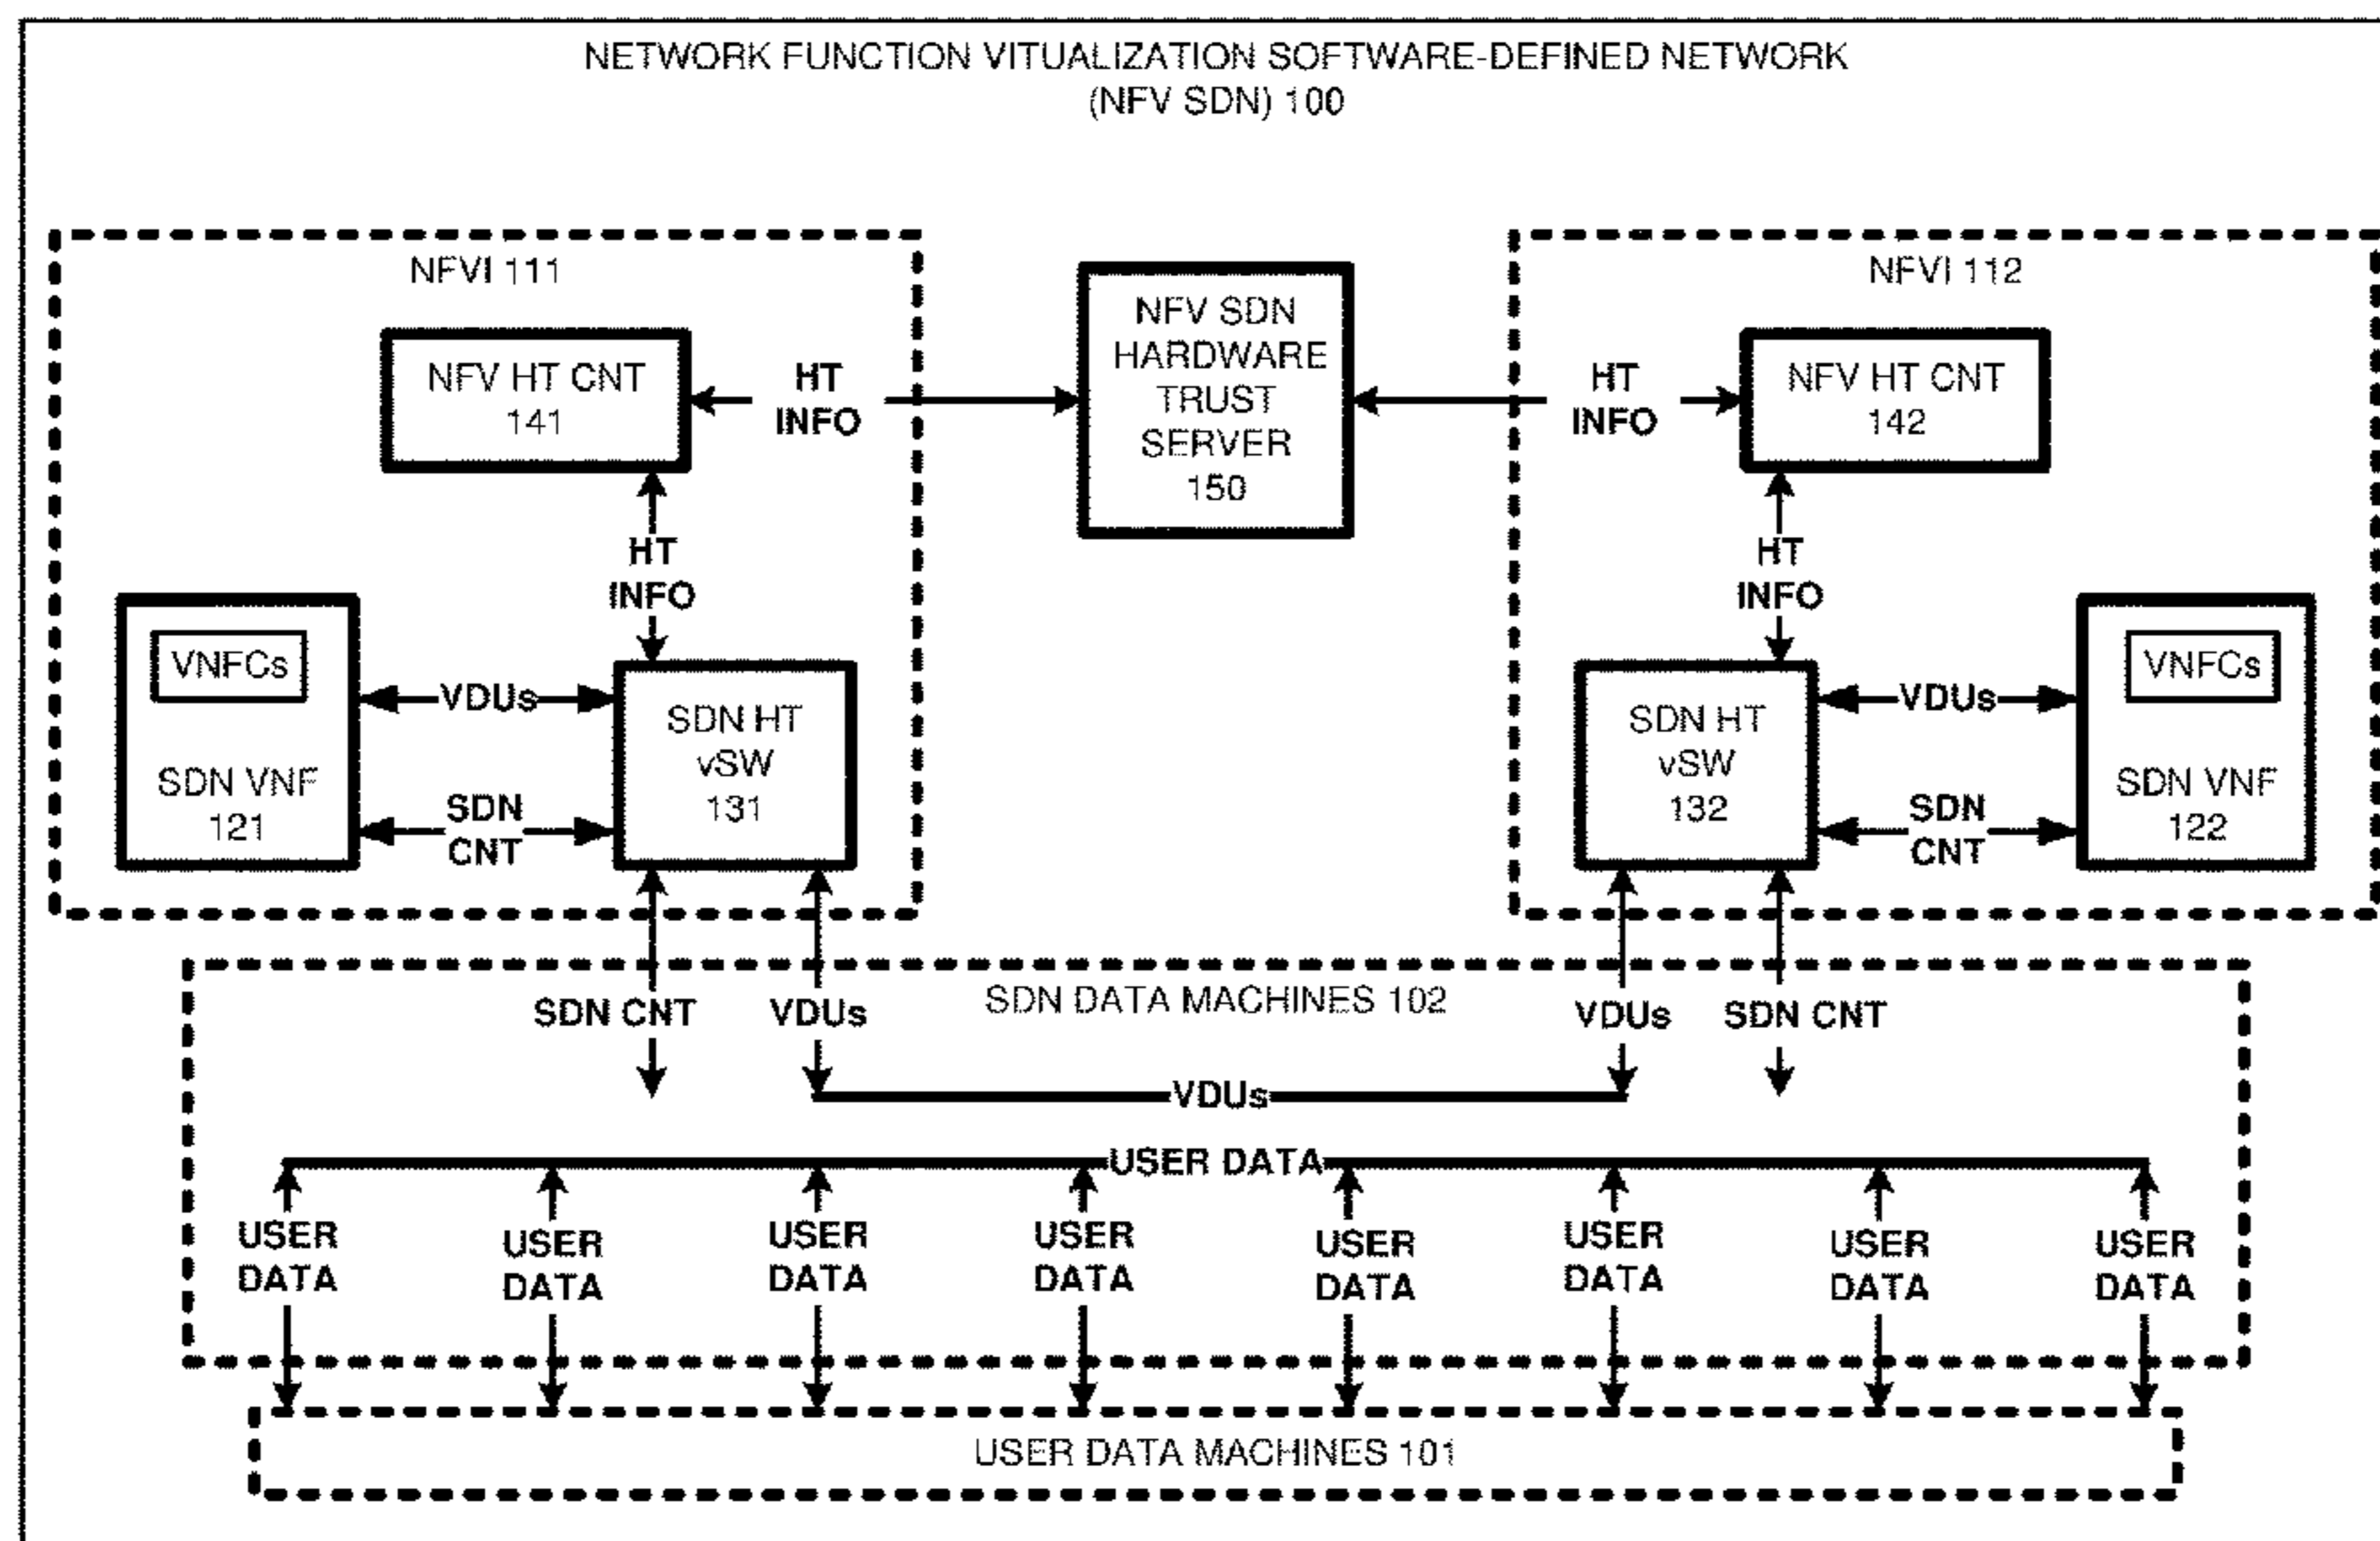 NETWORK FUNCTION VITUALIZATION SOFTWARE-DEFINED NETWORK
(NFV SDN) 100
NFVI 111
NFV HT CNT
141
HT
INFO
HT
INFO
VNFCs
SDN VNF
121
VDUs
SDN
CNT
SDN HT
vSW
131
NFV SDN
HARDWARE
TRUST
SERVER
150
NFVI 112
HT
INFO
NFV HT CNT
142
HT
INFO
SDN HT
vSW
132
VDUs
SDN
CNT
VNFCs
SDN VNF
122
SDN DATA MACHINES 102
SDN CNT
VDUs
VDUs
SDN CNT
VDUs
USER DATA
USER
DATA
USER
DATA
USER
DATA
USER
DATA
USER
DATA
USER
DATA
USER
DATA
USER
DATA
USER DATA MACHINES 101